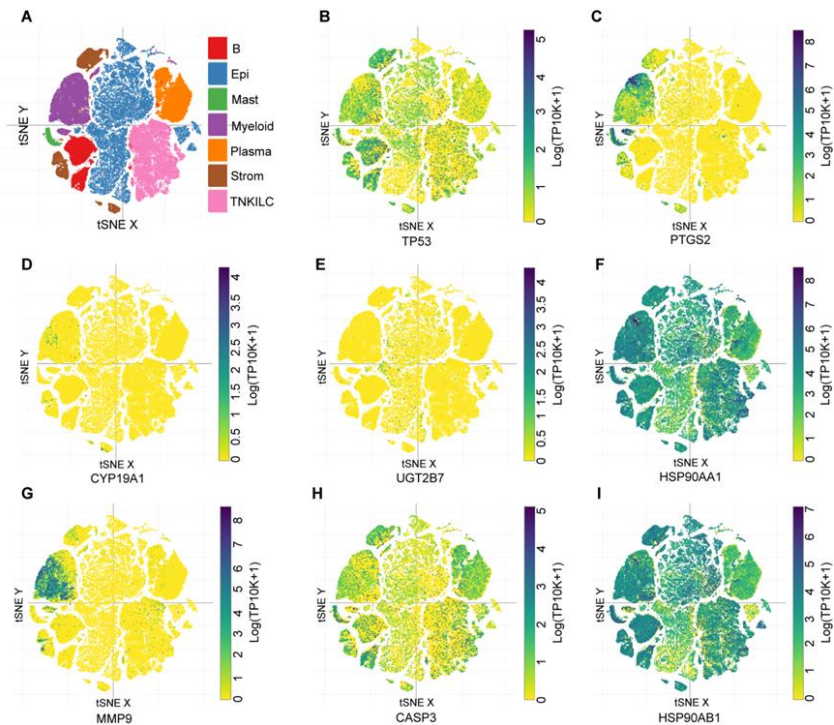 A
B
Epi
Mast
Myeloid
Plasma
Strom
TNKILC
tSNE Y
tSNE X
B
5
4
3
2
1
0
Log(TP10K+1)
tSNE Y
tSNE X
TP53
C
8
7
6
5
4
3
2
1
0
Log(TP10K+1)
tSNE Y
tSNE X
PTGS2
D
4
3.5
3
2.5
2
1.5
1
0.5
0
Log(TP10K+1)
tSNE Y
tSNE X
CYP19A1
E
4
3.5
3
2.5
2
1.5
1
0.5
0
Log(TP10K+1)
tSNE Y
tSNE X
UGT2B7
F
8
7
6
5
4
3
2
1
0
Log(TP10K+1)
tSNE Y
tSNE X
HSP90AA1
G
8
7
6
5
4
3
2
1
0
Log(TP10K+1)
tSNE Y
tSNE X
MMP9
H
5
4
3
2
1
0
Log(TP10K+1)
tSNE Y
tSNE X
CASP3
I
7
6
5
4
3
2
1
0
Log(TP10K+1)
tSNE Y
tSNE X
HSP90AB1